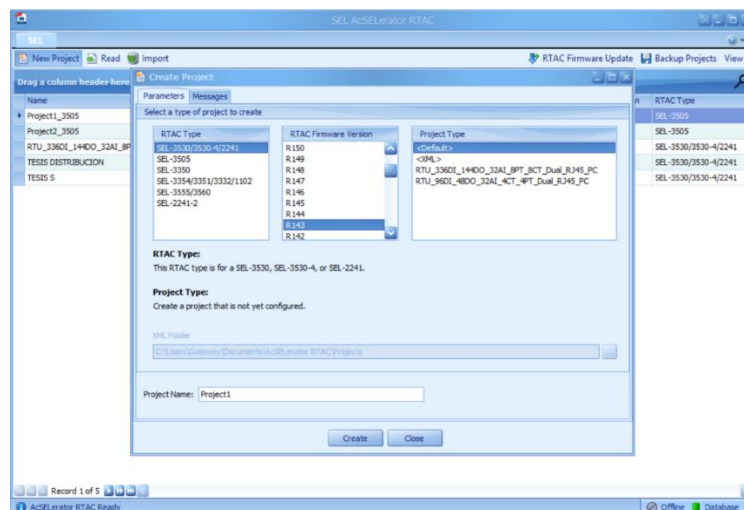 SEL AcSELerator RTAC
SEL
New Project Read Import RTAC Firmware Update Backup Projects View
Drag a column header here
Create Project
Parameters Messages
Select a type of project to create
Name
RTAC Type
Project1_3505
SEL-3505
Project2_3505
SEL-3505
RTU_336DI_144DO_32AI_8P
SEL-3530/3530-4/2241
TESIS DISTRIBUCION
SEL-3530/3530-4/2241
TESIS S
SEL-3530/3530-4/2241
RTAC Type
SEL-3530/3530-4/2241
SEL-3505
SEL-3350
SEL-3354/3351/3332/1102
SEL-3555/3560
SEL-2241-2
RTAC Firmware Version
R150
R149
R148
R147
R146
R145
R144
R143
R142
Project Type
<Default>
<XML>
RTU_336DI_144DO_32AI_8PT_8CT_Dual_RJ45_PC
RTU_96DI_48DO_32AI_4CT_4PT_Dual_RJ45_PC
RTAC Type:
This RTAC type is for a SEL-3530, SEL-3530-4, or SEL-2241.
Project Type:
Create a project that is not yet configured.
XML Folder
C:\Users\Gateway\Documents\AcSELerator RTAC\Projects
Project Name: Project1
Create Close
Record 1 of 5
AcSELerator RTAC Ready Offline Database